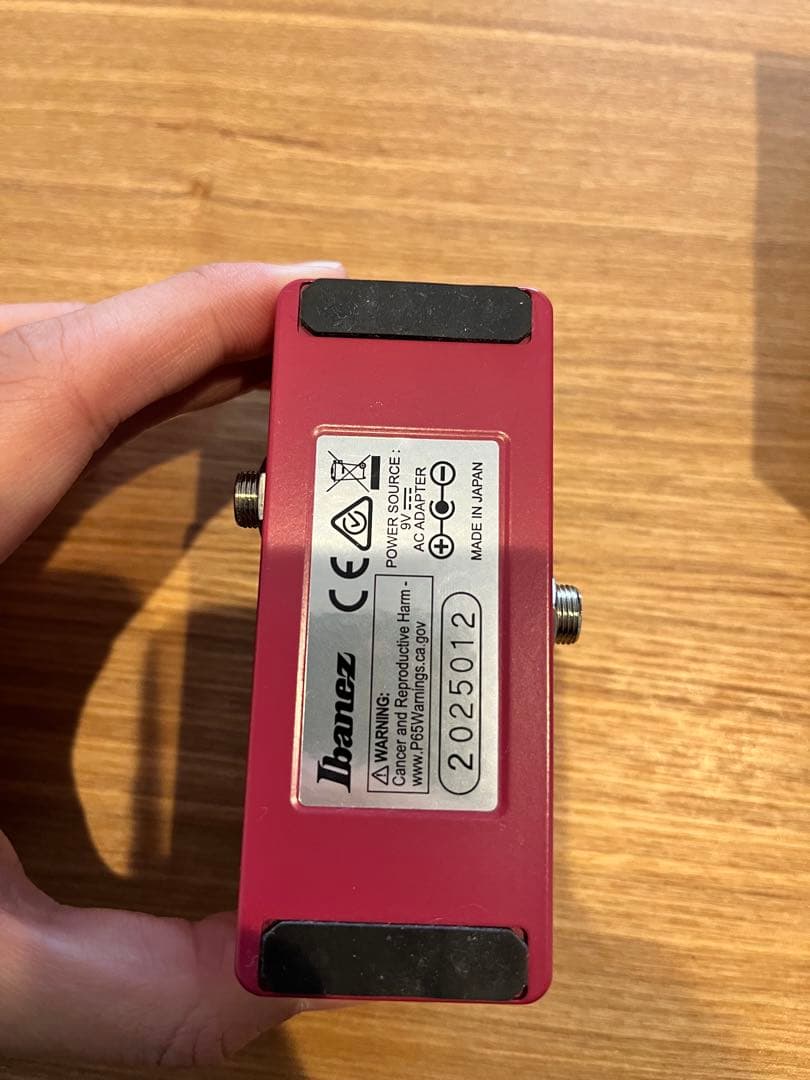 Ibanez
CE
POWER SOURCE :
9V
AC ADAPTER
MADE IN JAPAN
WARNING:
Cancer and Reproductive Harm -
www.P65Warnings.ca.gov
2025012